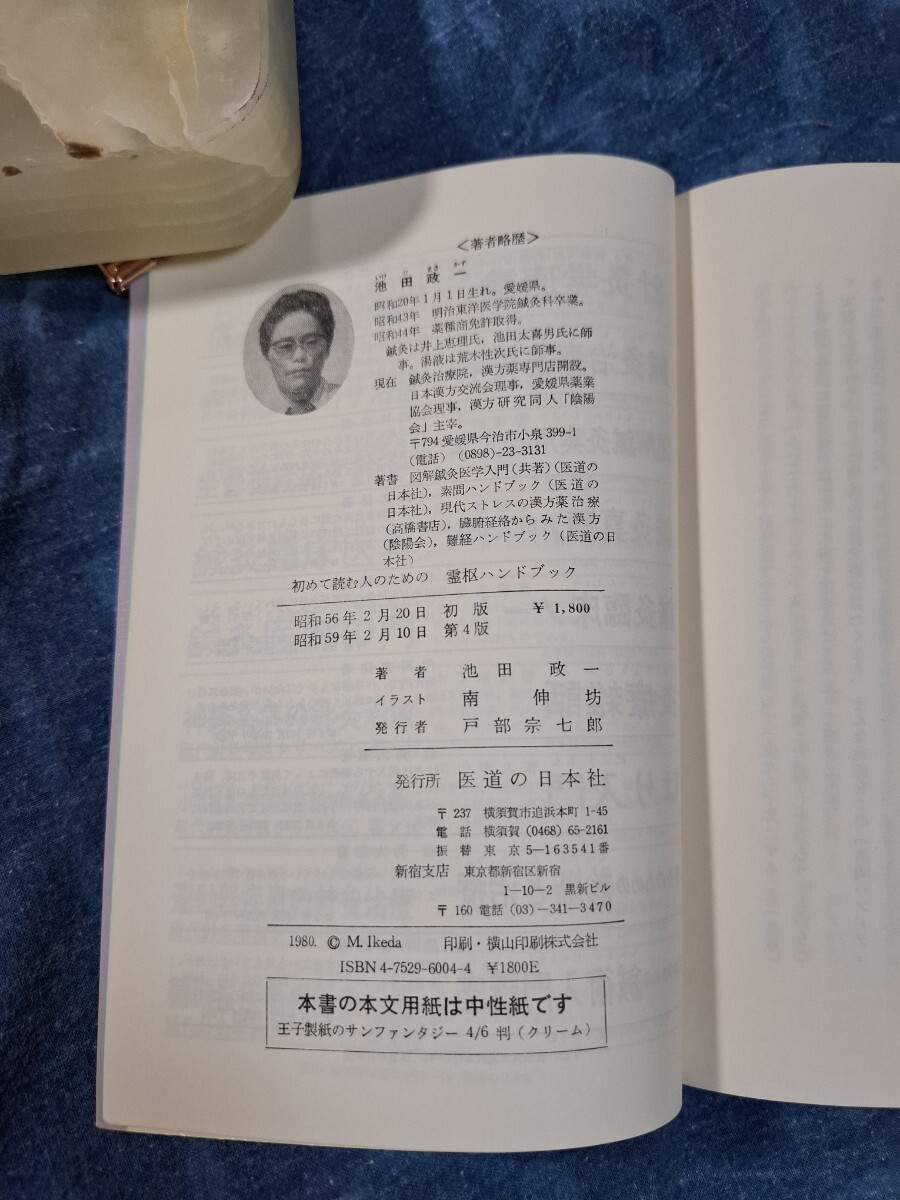 <著者略歴>
いけ だ まさ かず
池田政一
昭和20年1月1日生れ。愛媛県。
昭和43年 明治東洋医学院鍼灸科卒業。
昭和44年 薬種商免許取得。
鍼灸は井上恵理氏，池田太喜男氏に師
事。湯液は荒木性次氏に師事。
現在 鍼灸治療院，漢方薬専門店開設。
日本漢方交流会理事，愛媛県薬業
協会理事，漢方研究同人「陰陽
会」主宰。
〒794 愛媛県今治市小泉 399-1
(電話) (0898)-23-3131
著書 図解鍼灸医学入門(共著)(医道の
日本社)，素問ハンドブック(医道の
日本社)，現代ストレスの漢方薬治療
(高橋書店)，臓腑経絡からみた漢方
(陰陽会)，難経ハンドブック(医道の日
本社)
初めて読む人のための 霊枢ハンドブック
昭和56年2月20日 初版 ￥1,800
昭和59年2月10日 第4版
著者 池田政一
イラスト 南伸坊
発行者 戸部宗七郎
発行所 医道の日本社
〒237 横須賀市追浜本町 1-45
電話 横須賀 (0468) 65-2161
振替 東京 5-163541番
新宿支店 東京都新宿区新宿
1-10-2 黒新ビル
〒160 電話 (03)-341-3470
1980. © M. Ikeda 印刷・横山印刷株式会社
ISBN4-7529-6004-4 ￥1800E
本書の本文用紙は中性紙です
王子製紙のサンファンタジー 4/6 判(クリーム)